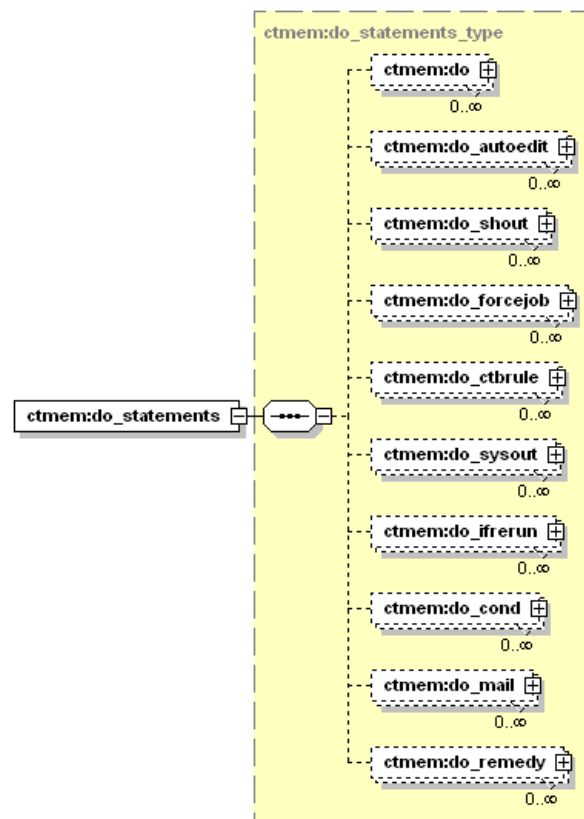 ctmem:do_statements_type
ctmem:do
0..∞
ctmem:do_autoedit
0..∞
ctmem:do_shout
0..∞
ctmem:do_forcejob
0..∞
ctmem:do_ctbrule
0..∞
ctmem:do_statements
ctmem:do_sysout
0..∞
ctmem:do_ifrerun
0..∞
ctmem:do_cond
0..∞
ctmem:do_mail
0..∞
ctmem:do_remedy
0..∞